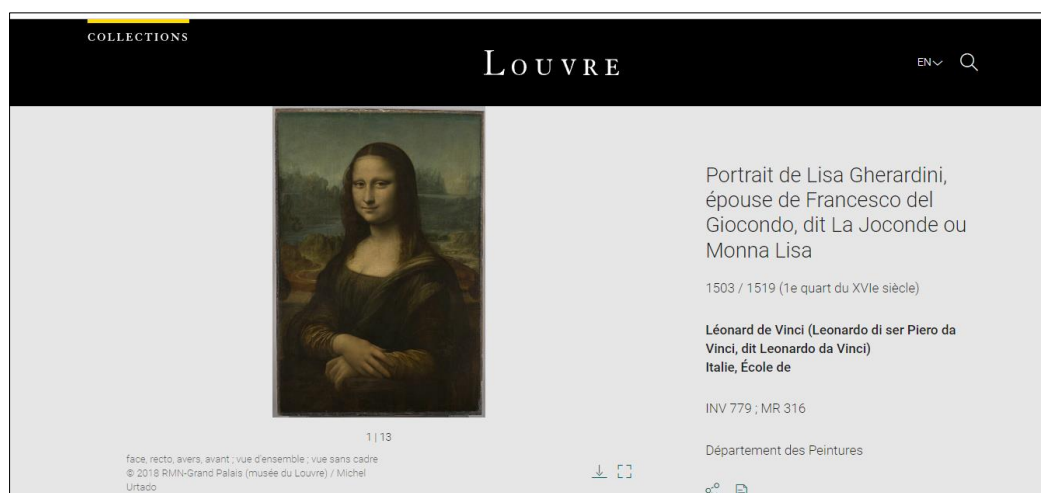 COLLECTIONS
LOUVRE
EN
Portrait de Lisa Gherardini,
épouse de Francesco del
Giocondo, dit La Joconde ou
Monna Lisa
1503 / 1519 (1e quart du XVIe siècle)
Léonard de Vinci (Leonardo di ser Piero da
Vinci, dit Leonardo da Vinci)
Italie, École de
INV 779 ; MR 316
Département des Peintures
1 | 13
face, recto, avers, avant ; vue d'ensemble ; vue sans cadre
© 2018 RMN-Grand Palais (musée du Louvre) / Michel
Urtado